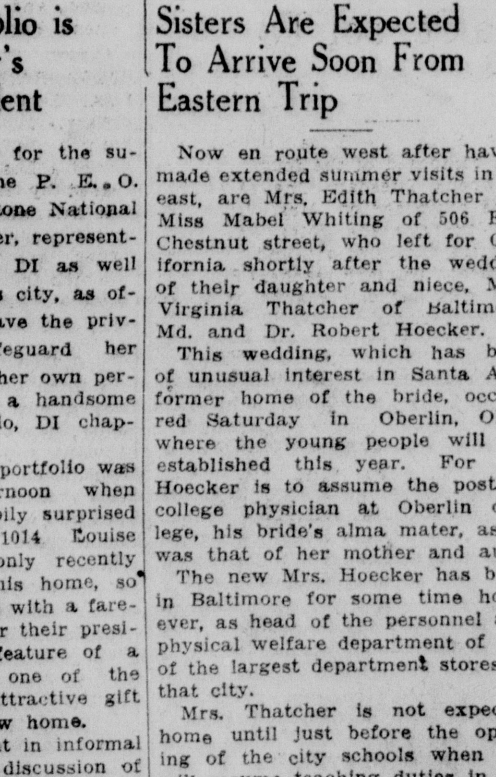 lio is
's
ent
for the su-
P. E. O.
National
represent-
DI as well
city, as of-
the priv-
her
her own per-
a handsome
DI chap-
portfolio was
when
surprised
1014 Louise
only recently
his home, so
with a fare-
their presi-
feature of a
one of the
gift
home.
in informal
discussion of
Sisters Are Expected
To Arrive Soon From
Eastern Trip
Now en route west after hav
made extended summer visits in
east, are Mrs. Edith Thatcher
Miss Mabel Whiting of 506
Chestnut street, who left for
ifornia shortly after the wedd
of their daughter and niece,
Virginia Thatcher of Baltim
Md. and Dr. Robert Hoecker.
This wedding, which has b
of unusual interest in Santa A
former home of the bride, occ
red Saturday in Oberlin, O
where the young people will
established this year. For
Hoecker is to assume the post
college physician at Oberlin
lege, his bride's alma mater, as
was that of her mother and au
The new Mrs. Hoecker has b
in Baltimore for some time ho
ever, as head of the personnel
physical welfare department of
of the largest department stores
that city.
Mrs. Thatcher is not expec
home until just before the op
ing of the city schools when
duties in